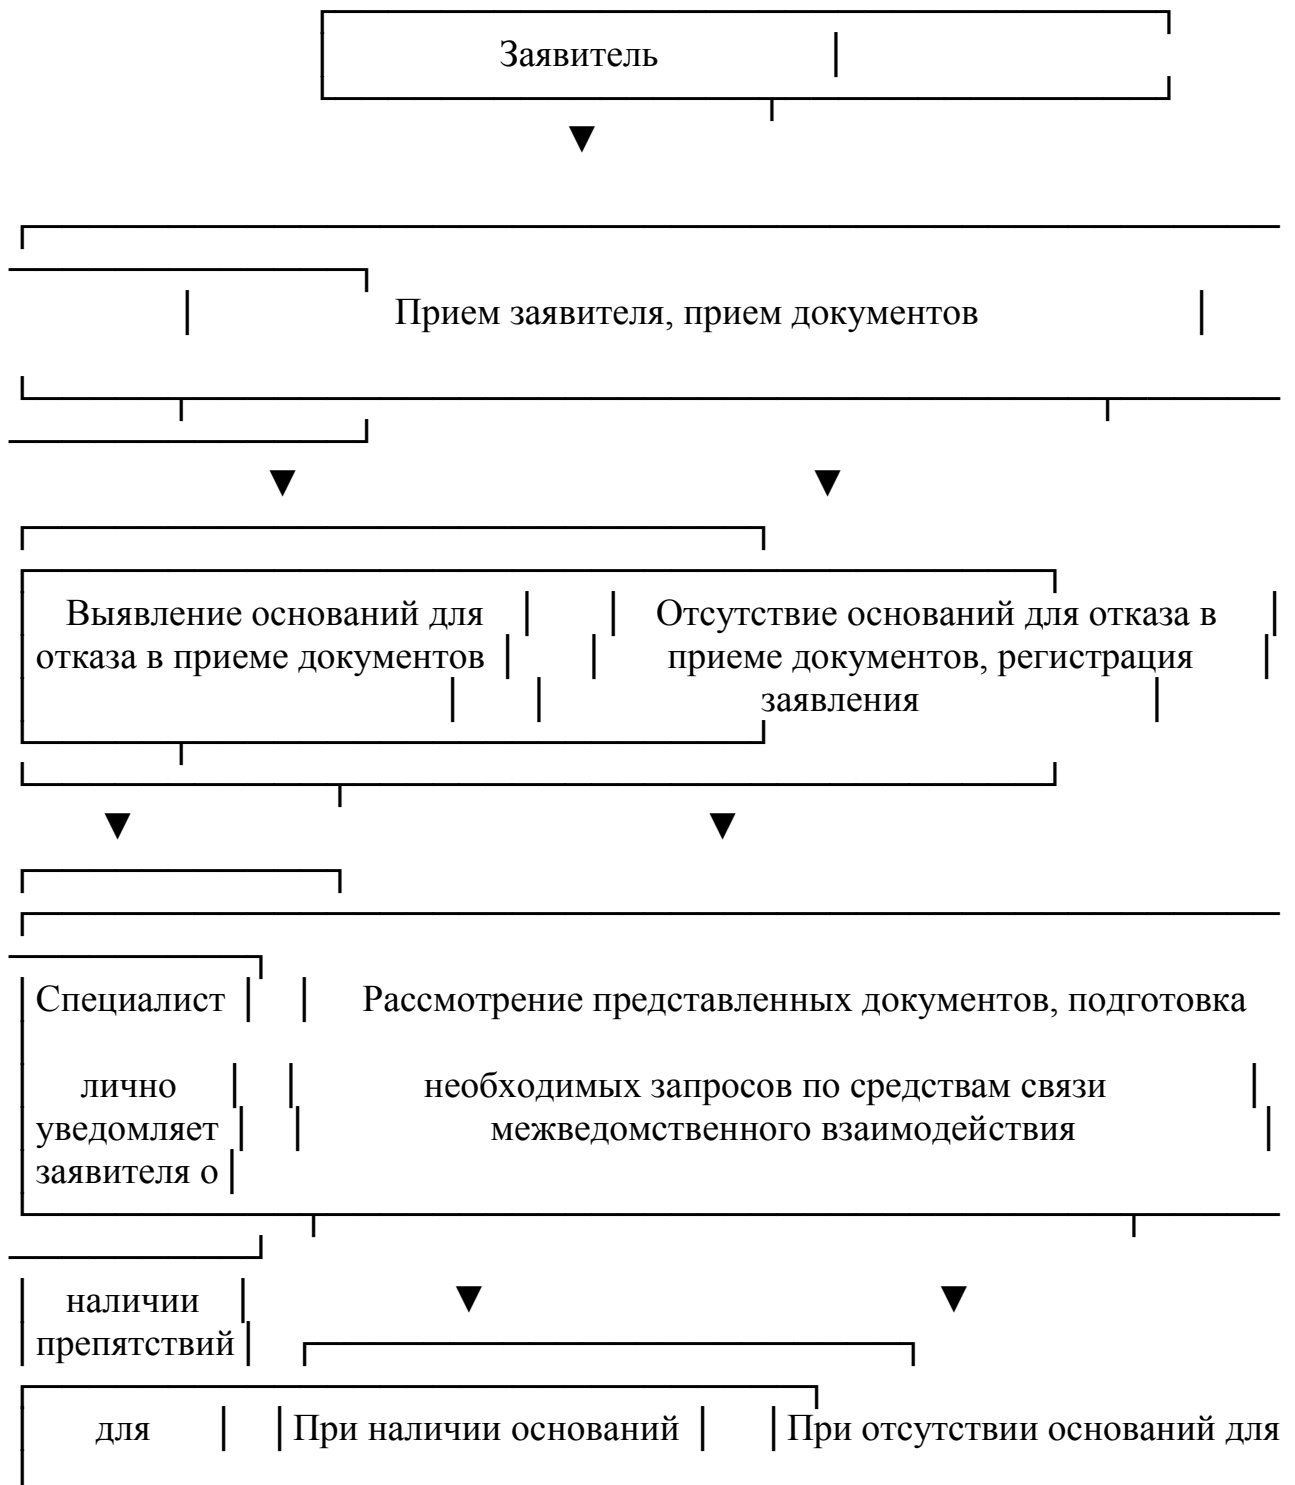 Заявитель
Прием заявителя, прием документов
Выявление оснований для Отсутствие оснований для отказа в
отказа в приеме документов приеме документов, регистрация
заявления
Специалист Рассмотрение представленных документов, подготовка
лично необходимых запросов по средствам связи
уведомляет межведомственного взаимодействия
заявителя о
наличии
препятствий
для При наличии оснований При отсутствии оснований для